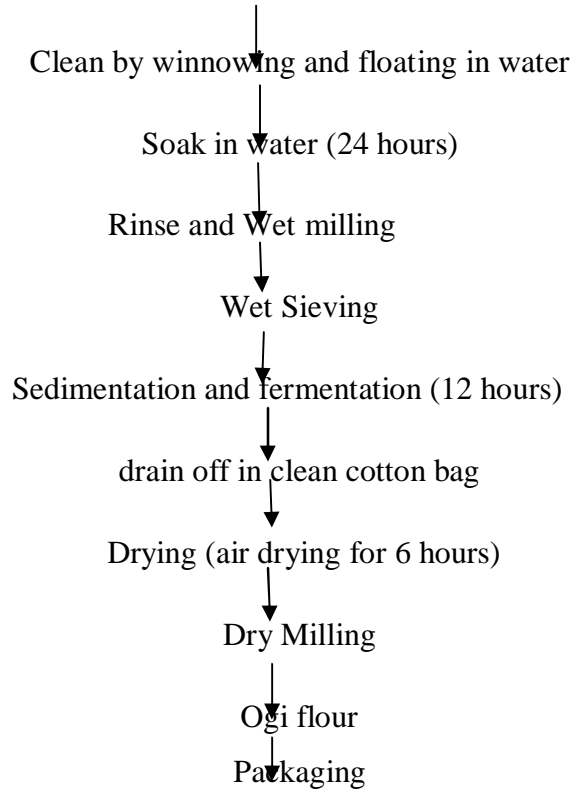 Clean by winnowing and floating in water
Soak in water (24 hours)
Rinse and Wet milling
Wet Sieving
Sedimentation and fermentation (12 hours)
drain off in clean cotton bag
Drying (air drying for 6 hours)
Dry Milling
Ogi flour
Packaging